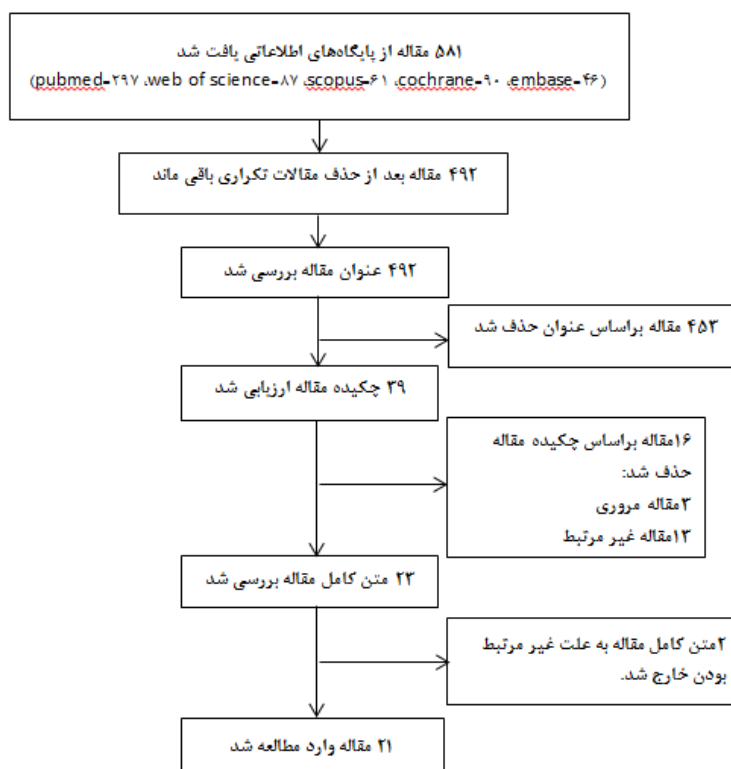 ۵۸۱ مقاله از پایگاه‌های اطلاعاتی یافت شد
(pubmed-۲۹۷ ،web of science-۸۷ ،scopus-۶۱ ،cochrane-۹۰ ،embase-۴۶)
۴۹۲ مقاله بعد از حذف مقالات تکراری باقی ماند
۴۹۲ عنوان مقاله بررسی شد
۴۵۳ مقاله براساس عنوان حذف شد
۳۹ چکیده مقاله ارزیابی شد
۱۶مقاله براساس چکیده مقاله
حذف شد:
۳مقاله مروری
۱۳مقاله غیر مرتبط
۲۳ متن کامل مقاله بررسی شد
۲متن کامل مقاله به علت غیر مرتبط
بودن خارج شد.
۲۱ مقاله وارد مطالعه شد